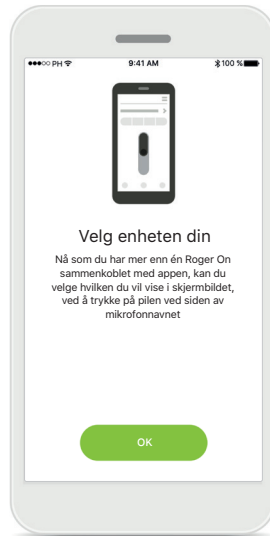 PH 9:41 AM 100 %
Velg enheten din
Nå som du har mer enn én Roger On
sammenkoblet med appen, kan du
velge hvilken du vil vise i skjermbildet,
ved å trykke på pilen ved siden av
mikrofonnavnet
OK